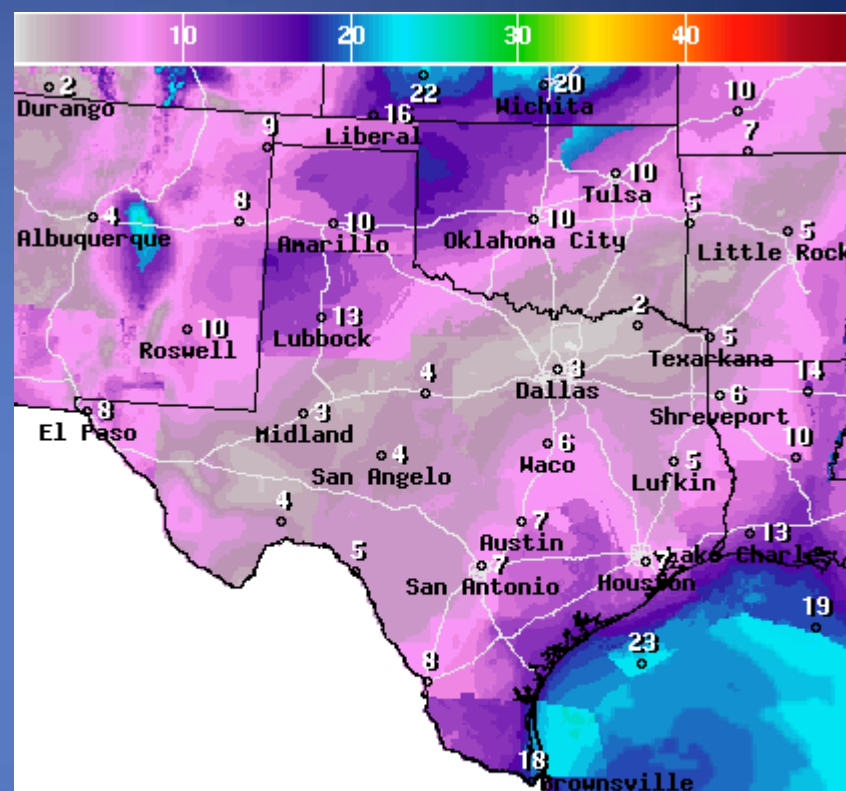 10 20 30 40
2
Durango
22
20
Wichita
16
Liberal
10
7
9
10
Tulsa
4
Albuquerque
8
10
Amarillo
10
Oklahoma City
5
5
Little Rock
10
Roswell
13
Lubbock
2
5
Texarkana
3
Dallas
4
14
6
Shreveport
8
El Paso
3
Midland
6
Waco
10
4
San Angelo
5
Lufkin
4
7
Austin
13
Lake Charles
5
7
San Antonio
Houston
19
23
8
18
Brownsville